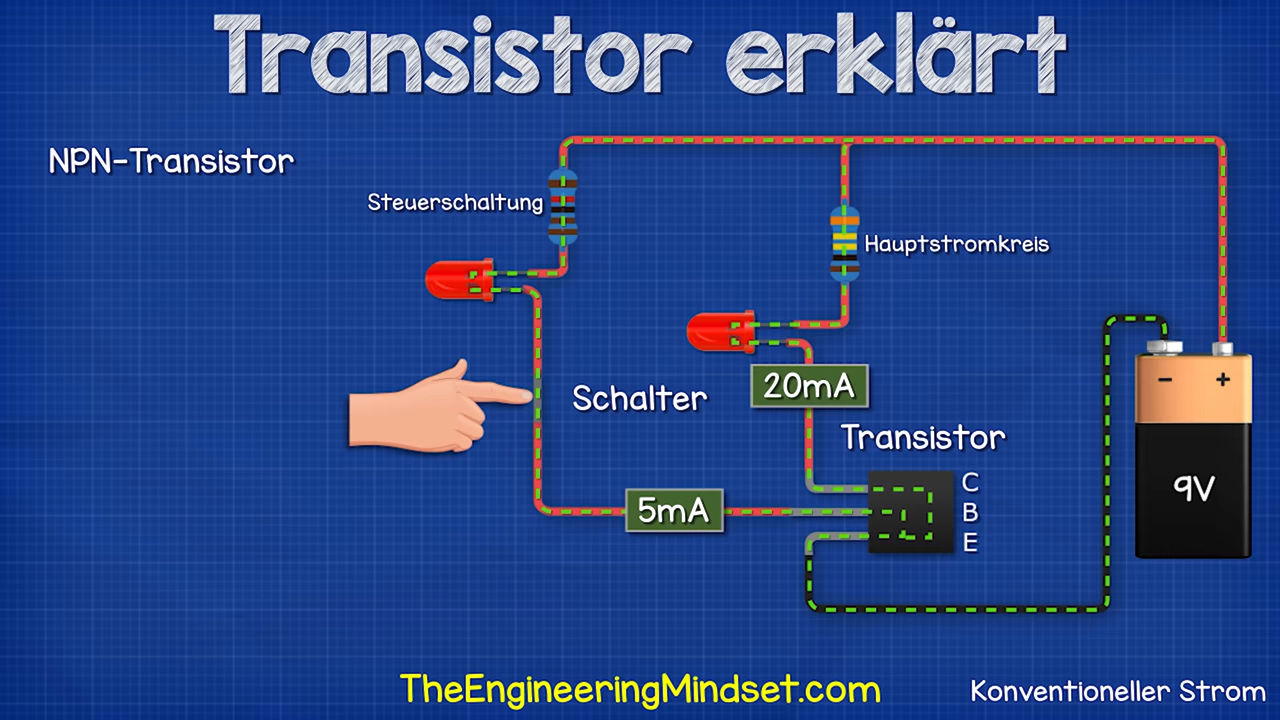 Transistor erklärt
NPN-Transistor
Steuerschaltung
Hauptstromkreis
Schalter
20mA
Transistor
- +
9V
C
5mA
B
E
TheEngineeringMindset.com
Konventioneller Strom